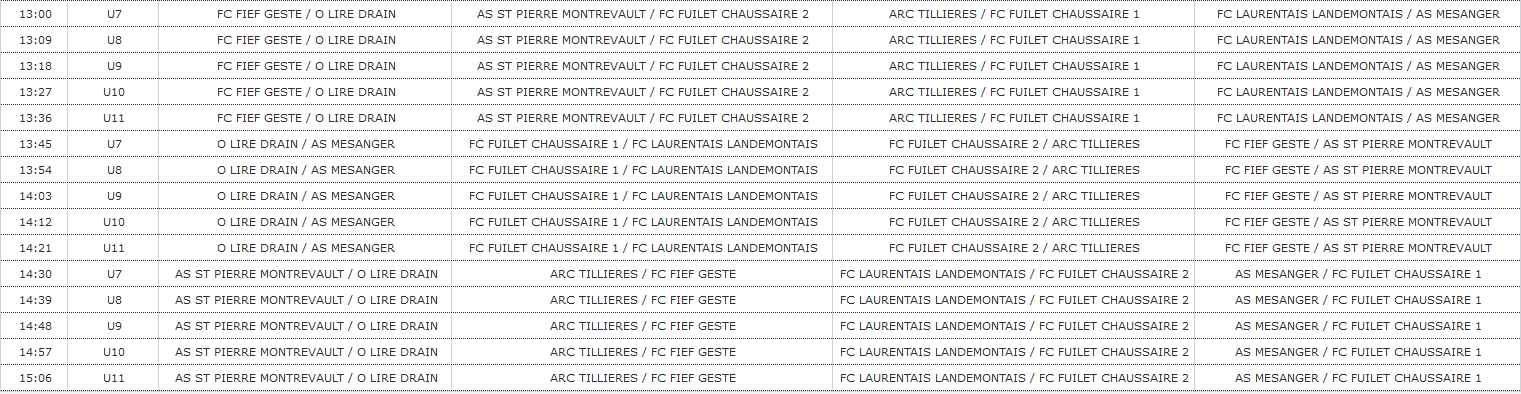 13:00 U7 FC FIEF GESTE / O LIRE DRAIN AS ST PIERRE MONTREVAULT / FC FUILET CHAUSSAIRE 2 ARC TILLIERES / FC FUILET CHAUSSAIRE 1 FC LAURENTAIS LANDEMONTAIS / AS MESANGER
13:09 U8 FC FIEF GESTE / O LIRE DRAIN AS ST PIERRE MONTREVAULT / FC FUILET CHAUSSAIRE 2 ARC TILLIERES / FC FUILET CHAUSSAIRE 1 FC LAURENTAIS LANDEMONTAIS / AS MESANGER
13:18 U9 FC FIEF GESTE / O LIRE DRAIN AS ST PIERRE MONTREVAULT / FC FUILET CHAUSSAIRE 2 ARC TILLIERES / FC FUILET CHAUSSAIRE 1 FC LAURENTAIS LANDEMONTAIS / AS MESANGER
13:27 U10 FC FIEF GESTE / O LIRE DRAIN AS ST PIERRE MONTREVAULT / FC FUILET CHAUSSAIRE 2 ARC TILLIERES / FC FUILET CHAUSSAIRE 1 FC LAURENTAIS LANDEMONTAIS / AS MESANGER
13:36 U11 FC FIEF GESTE / O LIRE DRAIN AS ST PIERRE MONTREVAULT / FC FUILET CHAUSSAIRE 2 ARC TILLIERES / FC FUILET CHAUSSAIRE 1 FC LAURENTAIS LANDEMONTAIS / AS MESANGER
13:45 U7 O LIRE DRAIN / AS MESANGER FC FUILET CHAUSSAIRE 1 / FC LAURENTAIS LANDEMONTAIS FC FUILET CHAUSSAIRE 2 / ARC TILLIERES FC FIEF GESTE / AS ST PIERRE MONTREVAULT
13:54 U8 O LIRE DRAIN / AS MESANGER FC FUILET CHAUSSAIRE 1 / FC LAURENTAIS LANDEMONTAIS FC FUILET CHAUSSAIRE 2 / ARC TILLIERES FC FIEF GESTE / AS ST PIERRE MONTREVAULT
14:03 U9 O LIRE DRAIN / AS MESANGER FC FUILET CHAUSSAIRE 1 / FC LAURENTAIS LANDEMONTAIS FC FUILET CHAUSSAIRE 2 / ARC TILLIERES FC FIEF GESTE / AS ST PIERRE MONTREVAULT
14:12 U10 O LIRE DRAIN / AS MESANGER FC FUILET CHAUSSAIRE 1 / FC LAURENTAIS LANDEMONTAIS FC FUILET CHAUSSAIRE 2 / ARC TILLIERES FC FIEF GESTE / AS ST PIERRE MONTREVAULT
14:21 U11 O LIRE DRAIN / AS MESANGER FC FUILET CHAUSSAIRE 1 / FC LAURENTAIS LANDEMONTAIS FC FUILET CHAUSSAIRE 2 / ARC TILLIERES FC FIEF GESTE / AS ST PIERRE MONTREVAULT
14:30 U7 AS ST PIERRE MONTREVAULT / O LIRE DRAIN ARC TILLIERES / FC FIEF GESTE FC LAURENTAIS LANDEMONTAIS / FC FUILET CHAUSSAIRE 2 AS MESANGER / FC FUILET CHAUSSAIRE 1
14:39 U8 AS ST PIERRE MONTREVAULT / O LIRE DRAIN ARC TILLIERES / FC FIEF GESTE FC LAURENTAIS LANDEMONTAIS / FC FUILET CHAUSSAIRE 2 AS MESANGER / FC FUILET CHAUSSAIRE 1
14:48 U9 AS ST PIERRE MONTREVAULT / O LIRE DRAIN ARC TILLIERES / FC FIEF GESTE FC LAURENTAIS LANDEMONTAIS / FC FUILET CHAUSSAIRE 2 AS MESANGER / FC FUILET CHAUSSAIRE 1
14:57 U10 AS ST PIERRE MONTREVAULT / O LIRE DRAIN ARC TILLIERES / FC FIEF GESTE FC LAURENTAIS LANDEMONTAIS / FC FUILET CHAUSSAIRE 2 AS MESANGER / FC FUILET CHAUSSAIRE 1
15:06 U11 AS ST PIERRE MONTREVAULT / O LIRE DRAIN ARC TILLIERES / FC FIEF GESTE FC LAURENTAIS LANDEMONTAIS / FC FUILET CHAUSSAIRE 2 AS MESANGER / FC FUILET CHAUSSAIRE 1